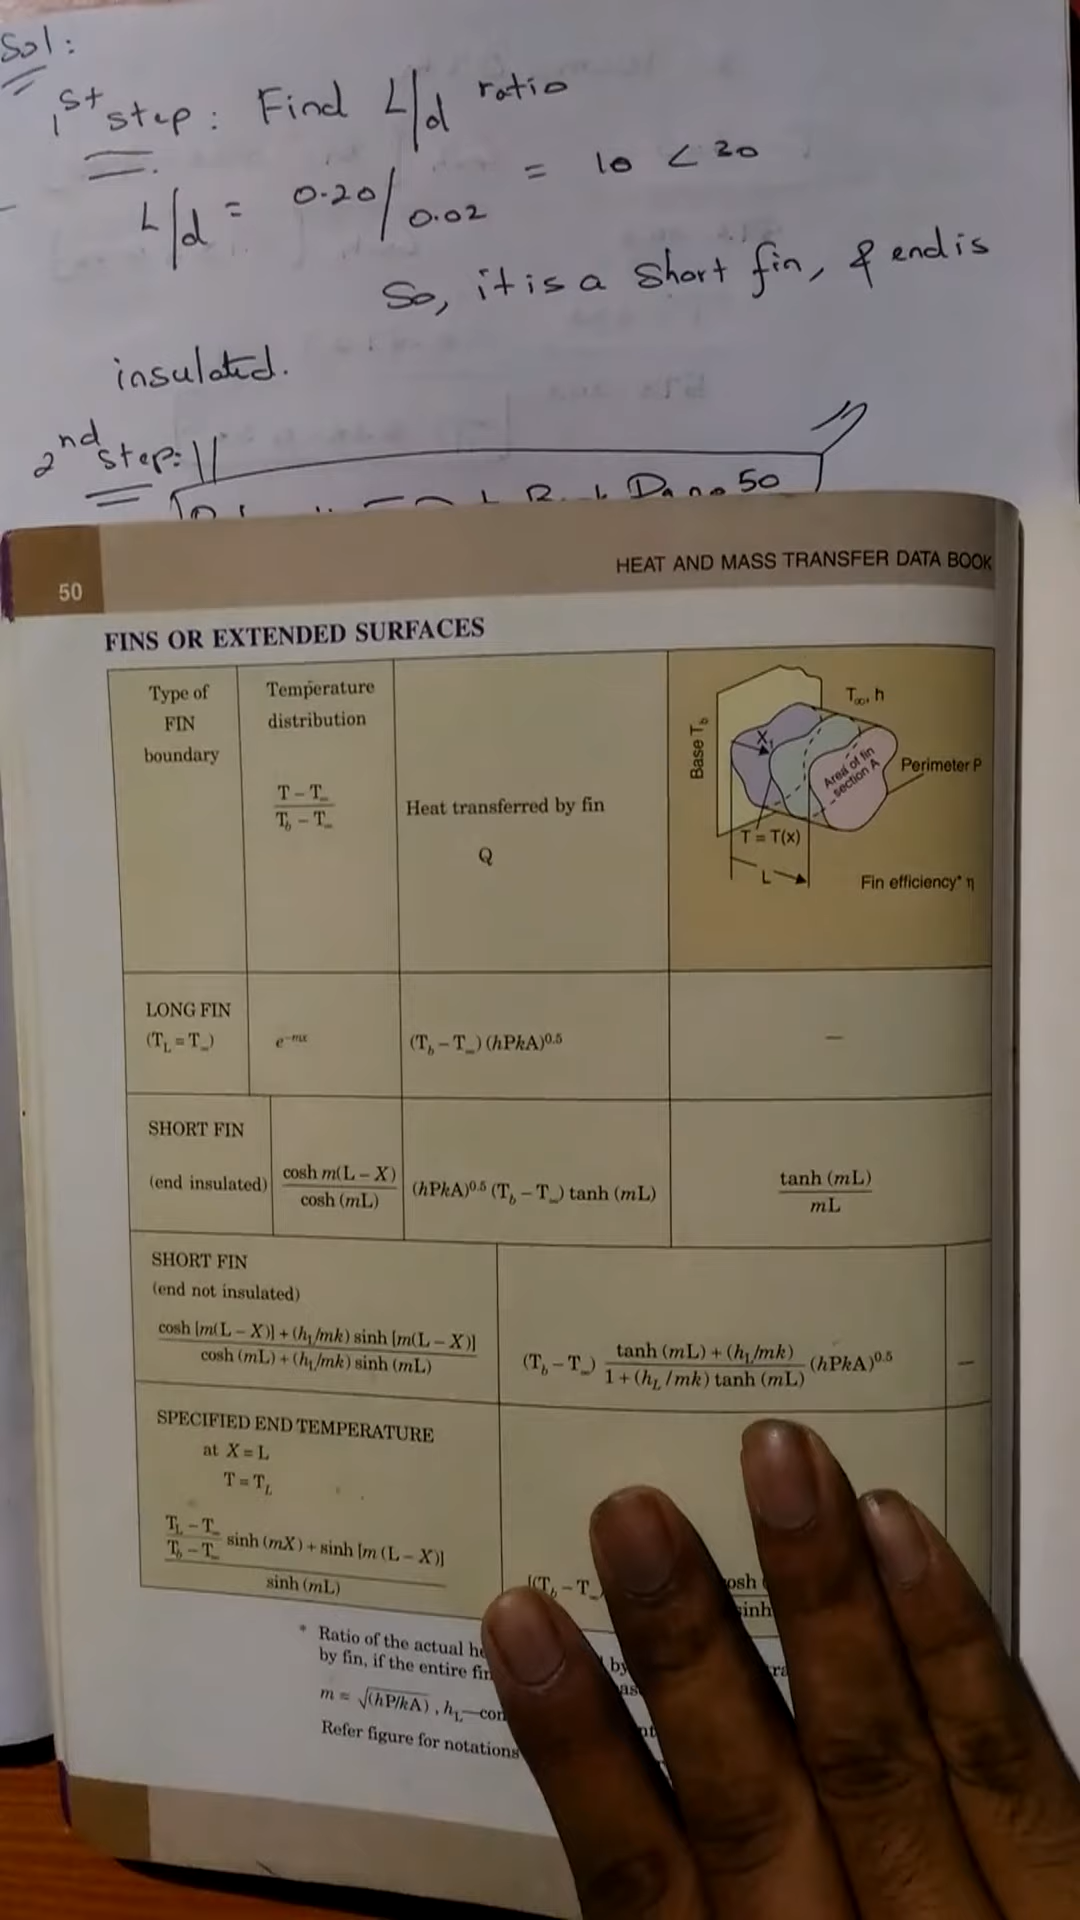 Sol:
1st step: Find L/d ratio
L/d = 0.20/0.02 = 10 < 20
So, it is a Short fin, & end is
insulated.
2nd step:
50
50
HEAT AND MASS TRANSFER DATA BOOK
FINS OR EXTENDED SURFACES
Type of
FIN
boundary
Temperature
distribution
T – T∞
T_b – T∞
Heat transferred by fin
Q
Base T_b
T∞, h
X
Area of fin
section A
Perimeter P
T = T(x)
L
Fin efficiency* η
LONG FIN
(T_L = T∞)
e^–mx
(T_b – T∞) (hPkA)^0.5
—
SHORT FIN
(end insulated)
cosh m(L – X)
cosh (mL)
(hPkA)^0.5 (T_b – T∞) tanh (mL)
tanh (mL)
mL
SHORT FIN
(end not insulated)
cosh [m(L – X)] + (h_L/mk) sinh [m(L – X)]
cosh (mL) + (h_L/mk) sinh (mL)
(T_b – T∞)
tanh (mL) + (h_L/mk)
1 + (h_L/mk) tanh (mL)
(hPkA)^0.5
—
SPECIFIED END TEMPERATURE
at X = L
T = T_L
T_L – T∞
T_b – T∞
sinh (mX) + sinh [m (L – X)]
sinh (mL)
[(T_b – T∞)
* Ratio of the actual
by fin, if the entire
m = √(hP/kA) , h_L—
Refer figure for notations